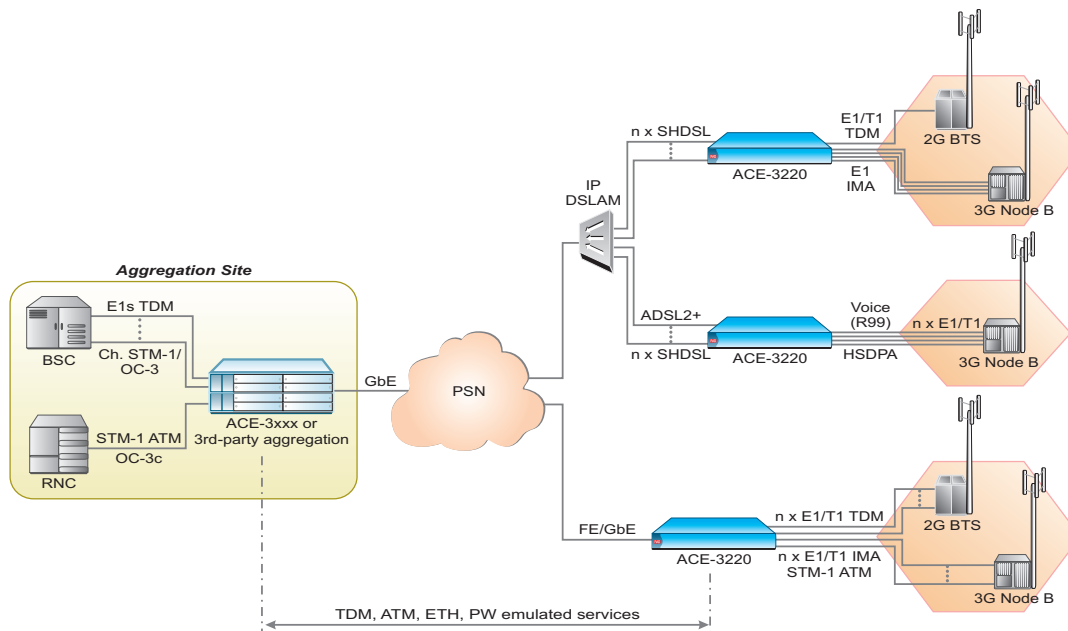 E1/T1
TDM
2G BTS
n x SHDSL
ACE-3220
E1
IMA
3G Node B
IP
DSLAM
Aggregation Site
E1s TDM
BSC
Ch. STM-1/
OC-3
GbE
PSN
ACE-3xxx or
3rd-party aggregation
STM-1 ATM
OC-3c
RNC
ADSL2+
n x SHDSL
ACE-3220
Voice
(R99)
HSDPA
n x E1/T1
3G Node B
FE/GbE
ACE-3220
n x E1/T1 TDM
2G BTS
n x E1/T1 IMA
STM-1 ATM
3G Node B
TDM, ATM, ETH, PW emulated services